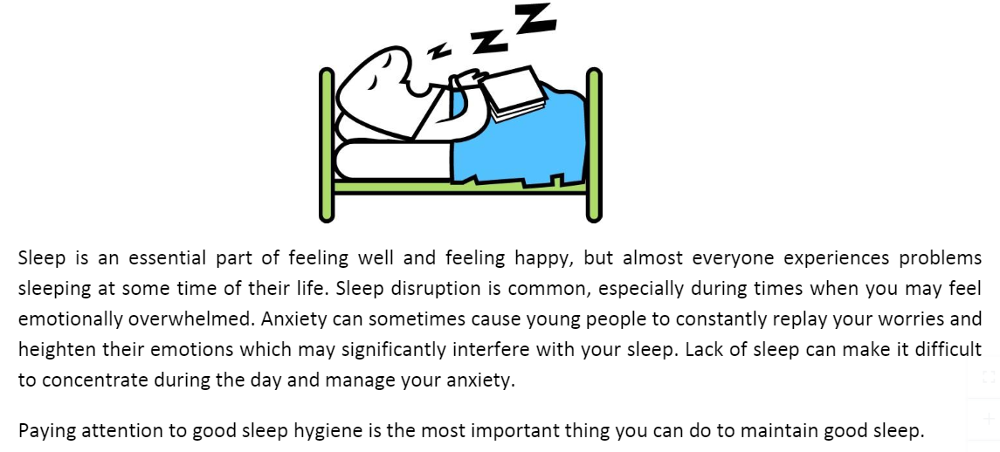 z z z
Sleep is an essential part of feeling well and feeling happy, but almost everyone experiences problems
sleeping at some time of their life. Sleep disruption is common, especially during times when you may feel
emotionally overwhelmed. Anxiety can sometimes cause young people to constantly replay your worries and
heighten their emotions which may significantly interfere with your sleep. Lack of sleep can make it difficult
to concentrate during the day and manage your anxiety.
Paying attention to good sleep hygiene is the most important thing you can do to maintain good sleep.